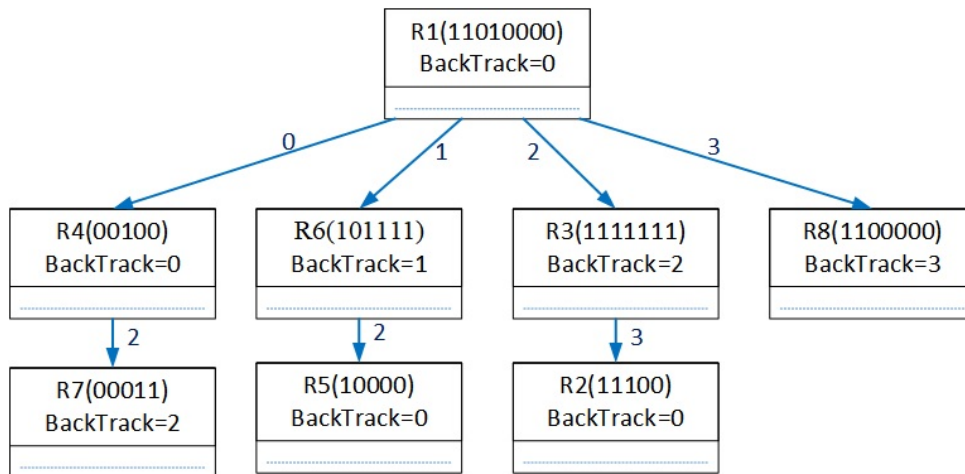 R1(11010000)
BackTrack=0
0
1
2
3
R4(00100)
BackTrack=0
R6(101111)
BackTrack=1
R3(1111111)
BackTrack=2
R8(1100000)
BackTrack=3
2
2
3
R7(00011)
BackTrack=2
R5(10000)
BackTrack=0
R2(11100)
BackTrack=0